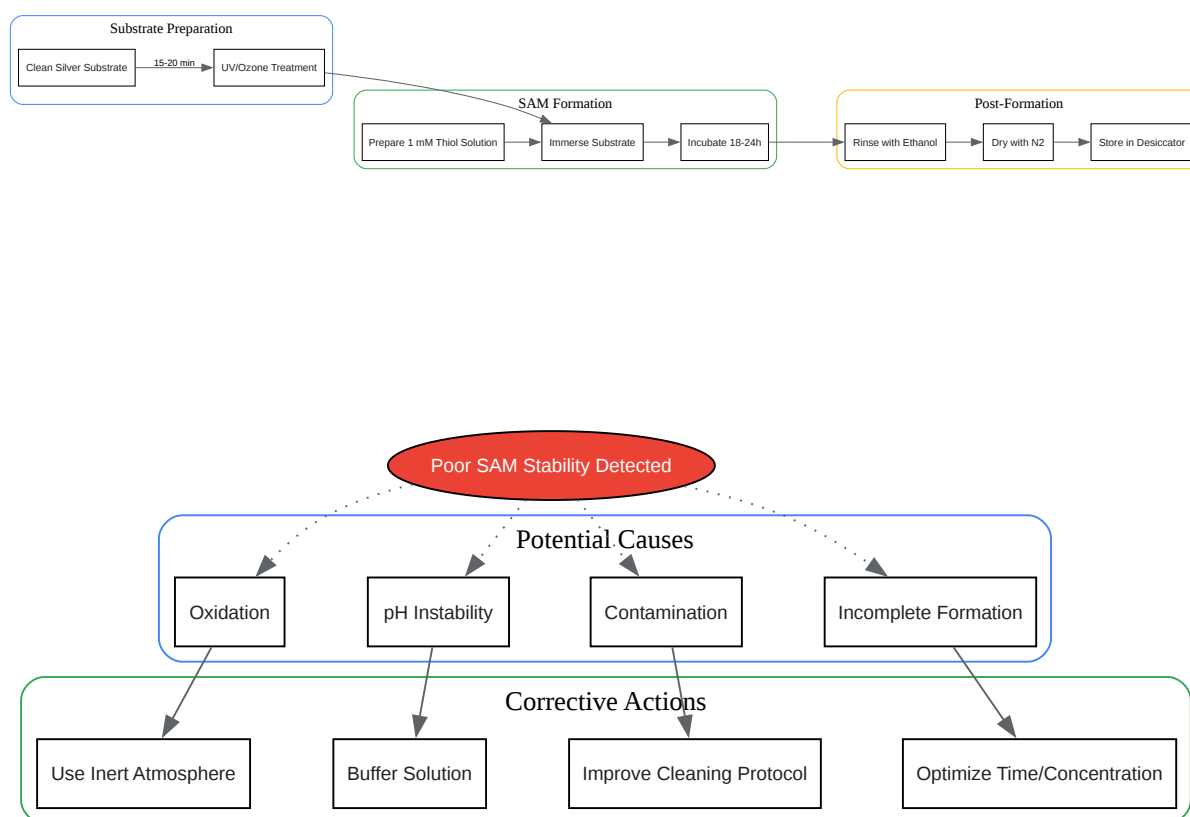 Substrate Preparation
Clean Silver Substrate
15-20 min
UV/Ozone Treatment
SAM Formation
Prepare 1 mM Thiol Solution
Immerse Substrate
Incubate 18-24h
Post-Formation
Rinse with Ethanol
Dry with N2
Store in Desiccator
Poor SAM Stability Detected
Potential Causes
Oxidation
pH Instability
Contamination
Incomplete Formation
Corrective Actions
Use Inert Atmosphere
Buffer Solution
Improve Cleaning Protocol
Optimize Time/Concentration